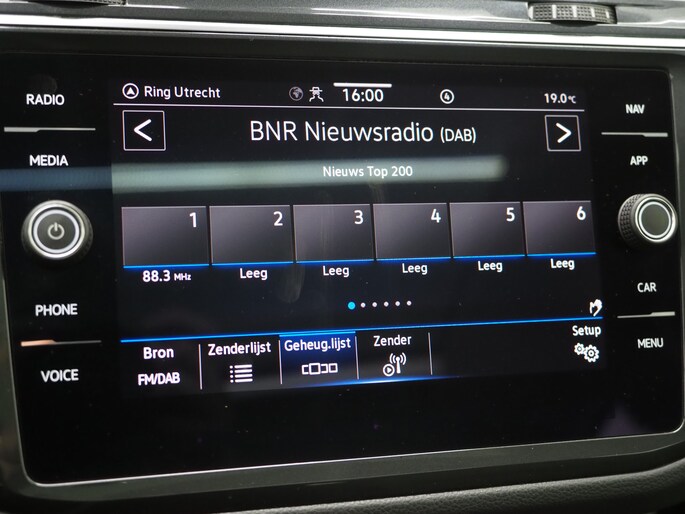 Ring Utrecht 16:00 4 19.0°C
RADIO
MEDIA
PHONE
VOICE
NAV
APP
CAR
MENU
< BNR Nieuwsradio (DAB) >
Nieuws Top 200
1 2 3 4 5 6
88.3 MHz Leeg Leeg Leeg Leeg Leeg
Bron
FM/DAB
Zenderlijst
Geheug.lijst
Zender
Setup